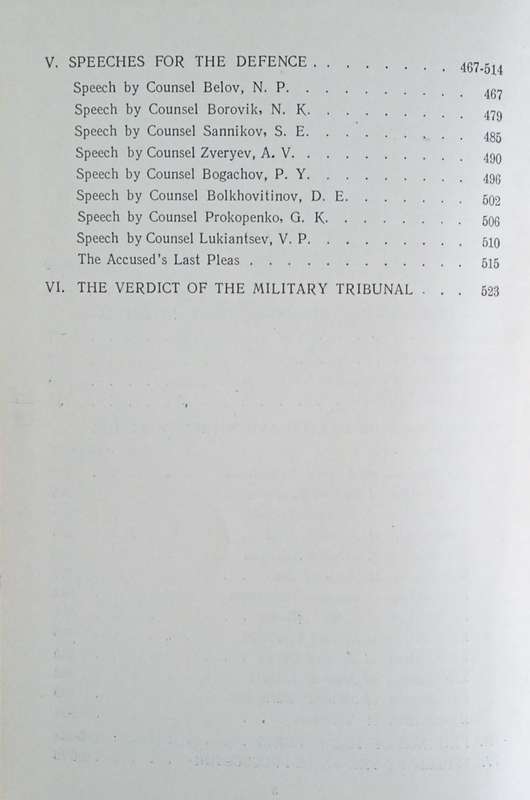 V. SPEECHES FOR THE DEFENCE . . . . . . . . 467-514
Speech by Counsel Belov, N. P. . . . . . . . . . . 467
Speech by Counsel Borovik, N. K. . . . . . . . . . 479
Speech by Counsel Sannikov, S. E. . . . . . . . . . 485
Speech by Counsel Zveryev, A. V. . . . . . . . . . 490
Speech by Counsel Bogachov, P. Y. . . . . . . . . . 496
Speech by Counsel Bolkhovitinov, D. E. . . . . . . 502
Speech by Counsel Prokopenko, G. K. . . . . . . . 506
Speech by Counsel Lukiantsev, V. P. . . . . . . . . 510
The Accused's Last Pleas . . . . . . . . . . . . 515
VI. THE VERDICT OF THE MILITARY TRIBUNAL . . . 523